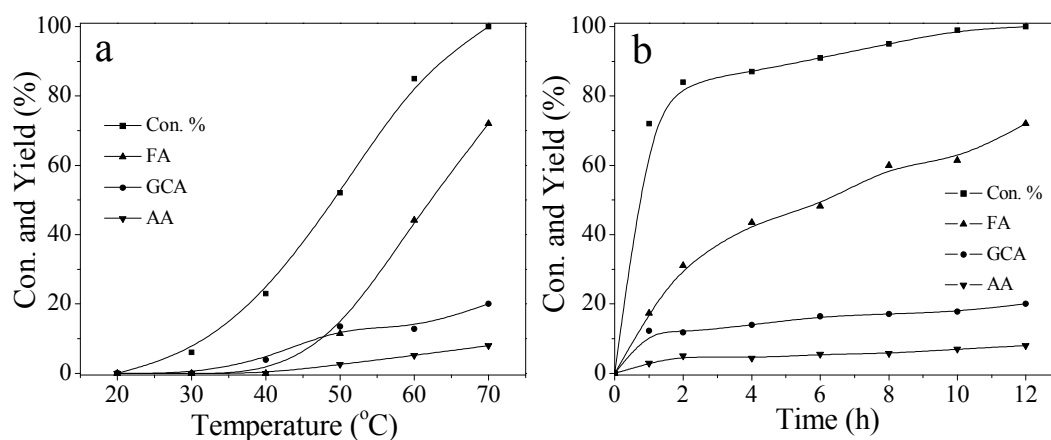 a
Con. and Yield (%)
100
80
60
40
20
0
Con. %
FA
GCA
AA
20 30 40 50 60 70
Temperature (°C)
b
Con. and Yield (%)
100
80
60
40
20
0
Con. %
FA
GCA
AA
0 2 4 6 8 10 12
Time (h)